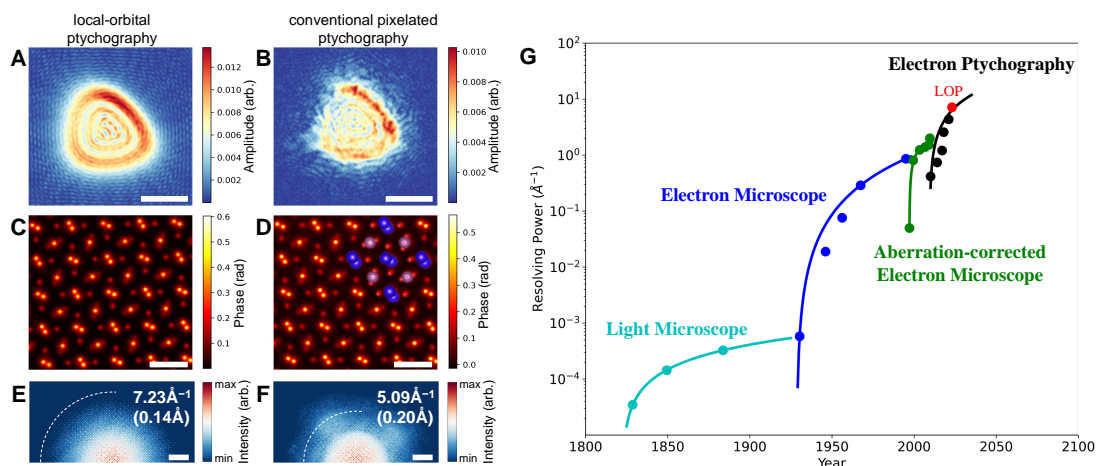 local-orbital
ptychography
conventional pixelated
ptychography
A
0.012
0.010
0.008
0.006
0.004
0.002
Amplitude (arb.)
B
0.010
0.008
0.006
0.004
0.002
0.000
Amplitude (arb.)
C
0.6
0.5
0.4
0.3
0.2
0.1
Phase (rad)
D
0.5
0.4
0.3
0.2
0.1
0.0
Phase (rad)
E
7.23Å⁻¹
(0.14Å)
max
min
Intensity (arb.)
F
5.09Å⁻¹
(0.20Å)
max
min
Intensity (arb.)
G
10²
10¹
10⁰
10⁻¹
10⁻²
10⁻³
10⁻⁴
Resolving Power (Å⁻¹)
Electron Ptychography
LOP
Electron Microscope
Aberration-corrected
Electron Microscope
Light Microscope
1800
1850
1900
1950
2000
2050
2100
Year